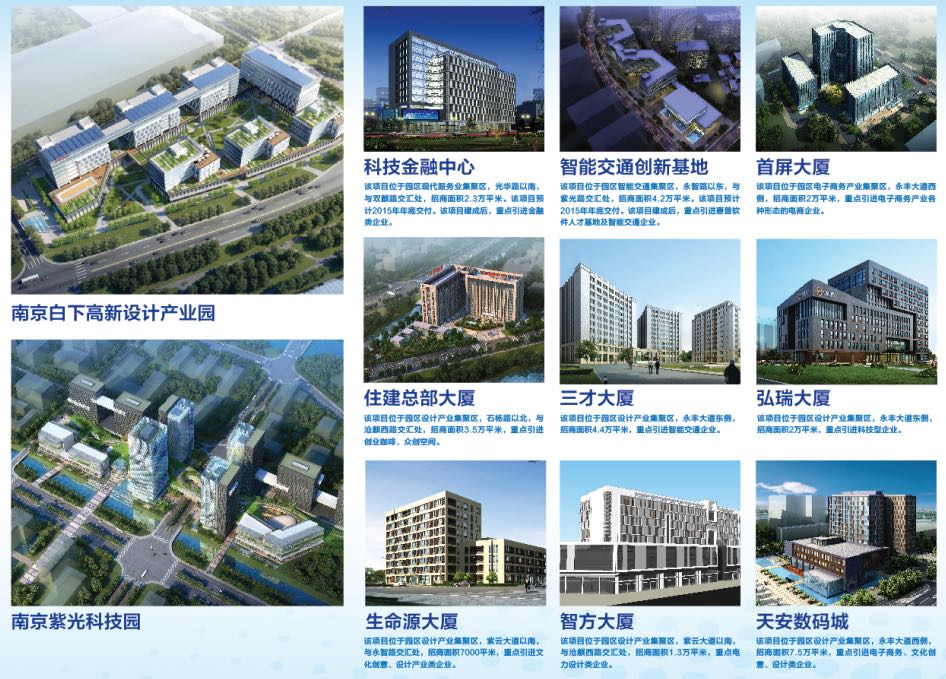 南京白下高新设计产业园
南京紫光科技园
科技金融中心
该项目位于园区现代服务业集聚区，光华路以南，
与双麒路交汇处，招商面积2.3万平米。该项目预
计2015年年底交付。该项目建成后，重点引进金融
类企业。
智能交通创新基地
该项目位于园区智能交通集聚区，永智路以东，与
紫光路交汇处，招商面积4.2万平米。该项目预计
2015年年底交付。该项目建成后，重点引进惠普软
件人才基地及智能交通企业。
首屏大厦
该项目位于园区电子商务产业集聚区，永丰大道西
侧，招商面积2万平米，重点引进电子商务产业各
种形态的电商企业。
住建总部大厦
该项目位于园区设计产业集聚区，石杨路以北，与
沧麒西路交汇处，招商面积3.5万平米，重点引进
创业咖啡、众创空间。
三才大厦
该项目位于园区设计产业集聚区，永丰大道东侧，
招商面积4.4万平米，重点引进智能交通企业。
弘瑞大厦
该项目位于园区设计产业集聚区，永丰大道东侧，
招商面积2万平米，重点引进科技型企业。
生命源大厦
该项目位于园区设计产业集聚区，紫云大道以南，
与永智路交汇处，招商面积7000平米，重点引进文
化创意、设计产业类企业。
智方大厦
该项目位于园区设计产业集聚区，紫云大道以南，
与沧麒西路交汇处，招商面积1.3万平米，重点电
力设计类企业。
天安数码城
该项目位于园区设计产业集聚区，永丰大道西侧，
招商面积7.5万平米，重点引进电子商务、文化创
意、设计类企业。